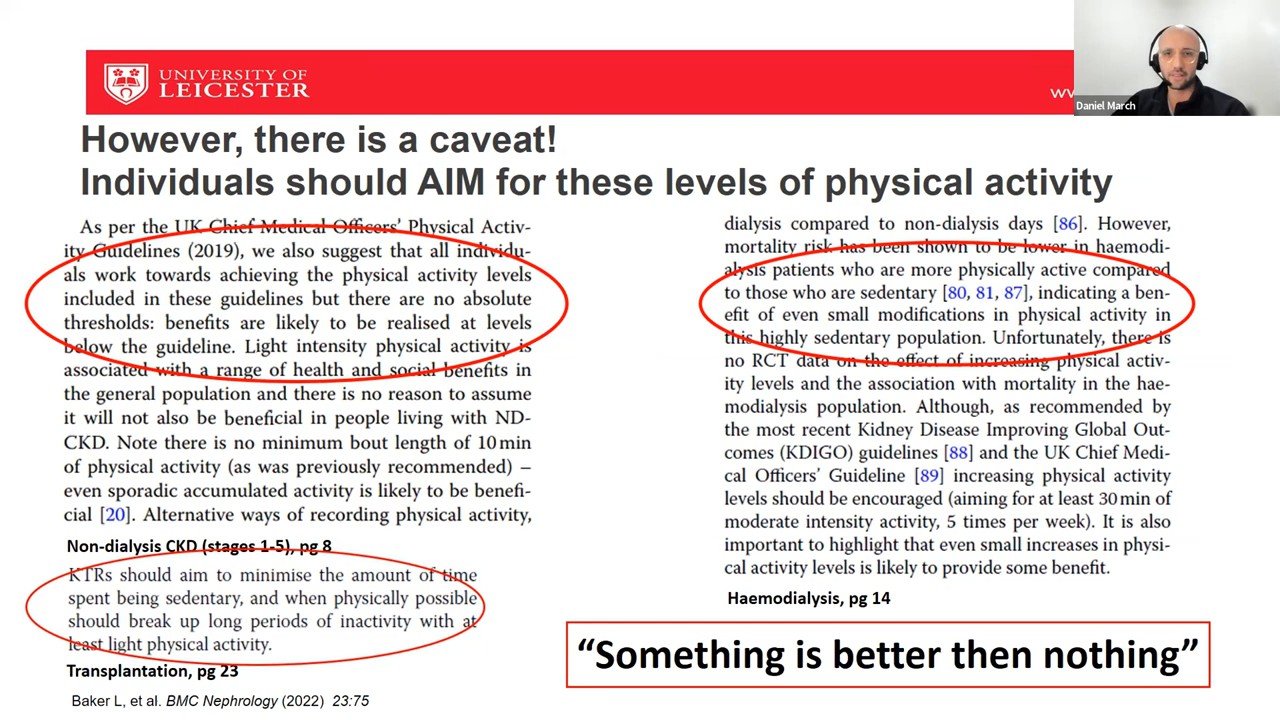 UNIVERSITY OF
LEICESTER
Daniel March
However, there is a caveat!
Individuals should AIM for these levels of physical activity
As per the UK Chief Medical Officers' Physical Activ-
ity Guidelines (2019), we also suggest that all individu-
als work towards achieving the physical activity levels
included in these guidelines but there are no absolute
thresholds: benefits are likely to be realised at levels
below the guideline. Light intensity physical activity is
associated with a range of health and social benefits in
the general population and there is no reason to assume
it will not also be beneficial in people living with ND-
CKD. Note there is no minimum bout length of 10 min
of physical activity (as was previously recommended) –
even sporadic accumulated activity is likely to be benefi-
cial [20]. Alternative ways of recording physical activity,
Non-dialysis CKD (stages 1-5), pg 8
KTRs should aim to minimise the amount of time
spent being sedentary, and when physically possible
should break up long periods of inactivity with at
least light physical activity.
Transplantation, pg 23
Baker L, et al. BMC Nephrology (2022) 23:75
dialysis compared to non-dialysis days [86]. However,
mortality risk has been shown to be lower in haemodi-
alysis patients who are more physically active compared
to those who are sedentary [80, 81, 87], indicating a ben-
efit of even small modifications in physical activity in
this highly sedentary population. Unfortunately, there is
no RCT data on the effect of increasing physical activ-
ity levels and the association with mortality in the hae-
modialysis population. Although, as recommended by
the most recent Kidney Disease Improving Global Out-
comes (KDIGO) guidelines [88] and the UK Chief Medi-
cal Officers' Guideline [89] increasing physical activity
levels should be encouraged (aiming for at least 30 min of
moderate intensity activity, 5 times per week). It is also
important to highlight that even small increases in physi-
cal activity levels is likely to provide some benefit.
Haemodialysis, pg 14
“Something is better then nothing”